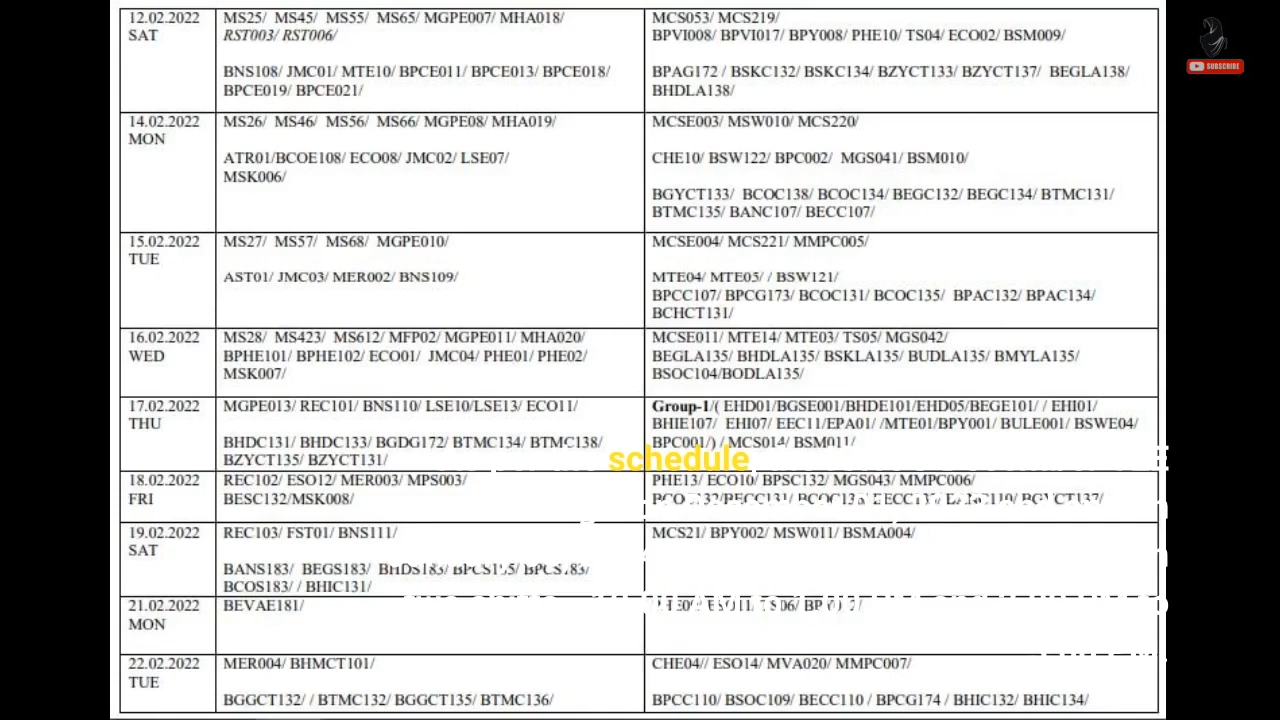 SUBSCRIBE
12.02.2022
SAT
MS25/ MS45/ MS55/ MS65/ MGPE007/ MHA018/
RST003/ RST006/
BNS108/ JMC01/ MTE10/ BPCE011/ BPCE013/ BPCE018/
BPCE019/ BPCE021/
MCS053/ MCS219/
BPVI008/ BPVI017/ BPY008/ PHE10/ TS04/ ECO02/ BSM009/
BPAG172 / BSKC132/ BSKC134/ BZYCT133/ BZYCT137/ BEGLA138/
BHDLA138/
14.02.2022
MON
MS26/ MS46/ MS56/ MS66/ MGPE08/ MHA019/
ATR01/BCOE108/ ECO08/ JMC02/ LSE07/
MSK006/
MCSE003/ MSW010/ MCS220/
CHE10/ BSW122/ BPC002/ MGS041/ BSM010/
BGYCT133/ BCOC138/ BCOC134/ BEGC132/ BEGC134/ BTMC131/
BTMC135/ BANC107/ BECC107/
15.02.2022
TUE
MS27/ MS57/ MS68/ MGPE010/
AST01/ JMC03/ MER002/ BNS109/
MCSE004/ MCS221/ MMPC005/
MTE04/ MTE05/ / BSW121/
BPCC107/ BPCG173/ BCOC131/ BCOC135/ BPAC132/ BPAC134/
BCHCT131/
16.02.2022
WED
MS28/ MS423/ MS612/ MFP02/ MGPE011/ MHA020/
BPHE101/ BPHE102/ ECO01/ JMC04/ PHE01/ PHE02/
MSK007/
MCSE011/ MTE14/ MTE03/ TS05/ MGS042/
BEGLA135/ BHDLA135/ BSKLA135/ BUDLA135/ BMYLA135/
BSOC104/BODLA135/
17.02.2022
THU
MGPE013/ REC101/ BNS110/ LSE10/LSE13/ ECO11/
BHDC131/ BHDC133/ BGDG172/ BTMC134/ BTMC138/
BZYCT135/ BZYCT131/
Group-1/( EHD01/BGSE001/BHDE101/EHD05/BEGE101/ / EHI01/
BHIE107/ EHI07/ EEC11/EPA01/ /MTE01/BPY001/ BULE001/ BSWE04/
BPC001/) / MCS014/ BSM011/
schedule
18.02.2022
FRI
REC102/ ESO12/ MER003/ MPS003/
BESC132/MSK008/
PHE13/ ECO10/ BPSC132/ MGS043/ MMPC006/
19.02.2022
SAT
REC103/ FST01/ BNS111/
BANS183/ BEGS183/ BHDS183/
BCOS183/ / BHIC131/
MCS21/ BPY002/ MSW011/ BSMA004/
21.02.2022
MON
BEVAE181/
22.02.2022
TUE
MER004/ BHMCT101/
BGGCT132/ / BTMC132/ BGGCT135/ BTMC136/
CHE04// ESO14/ MVA020/ MMPC007/
BPCC110/ BSOC109/ BECC110 / BPCG174 / BHIC132/ BHIC134/